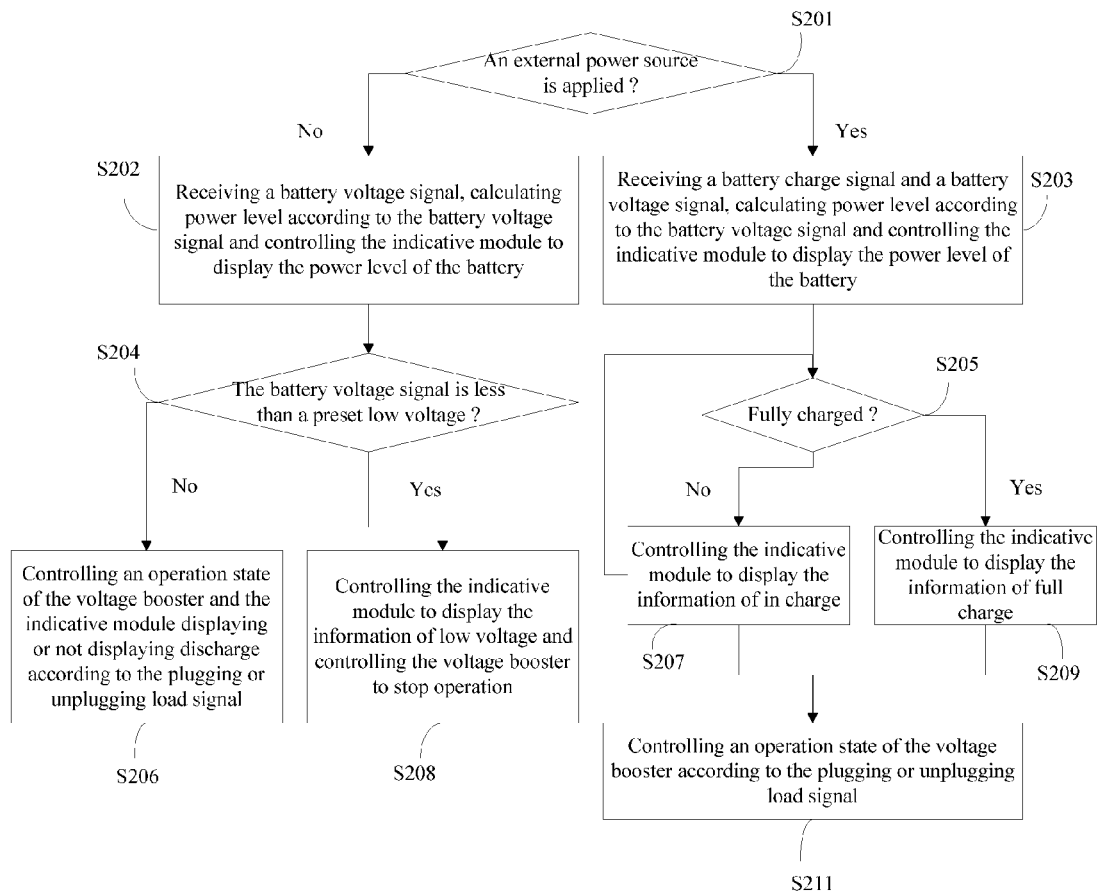 S201
An external power source
is applied ?
No
Yes
S202
Receiving a battery voltage signal, calculating
power level according to the battery voltage
signal and controlling the indicative module to
display the power level of the battery
S203
Receiving a battery charge signal and a battery
voltage signal, calculating power level according
to the battery voltage signal and controlling the
indicative module to display the power level of
the battery
S204
The battery voltage signal is less
than a preset low voltage ?
S205
Fully charged ?
No
Yes
No
Yes
Controlling an operation state
of the voltage booster and the
indicative module displaying
or not displaying discharge
according to the plugging or
unplugging load signal
Controlling the indicative
module to display the
information of low voltage and
controlling the voltage booster
to stop operation
Controlling the indicative
module to display the
information of in charge
Controlling the indicative
module to display the
information of full
charge
S207
S209
S206
S208
Controlling an operation state of the voltage
booster according to the plugging or unplugging
load signal
S211